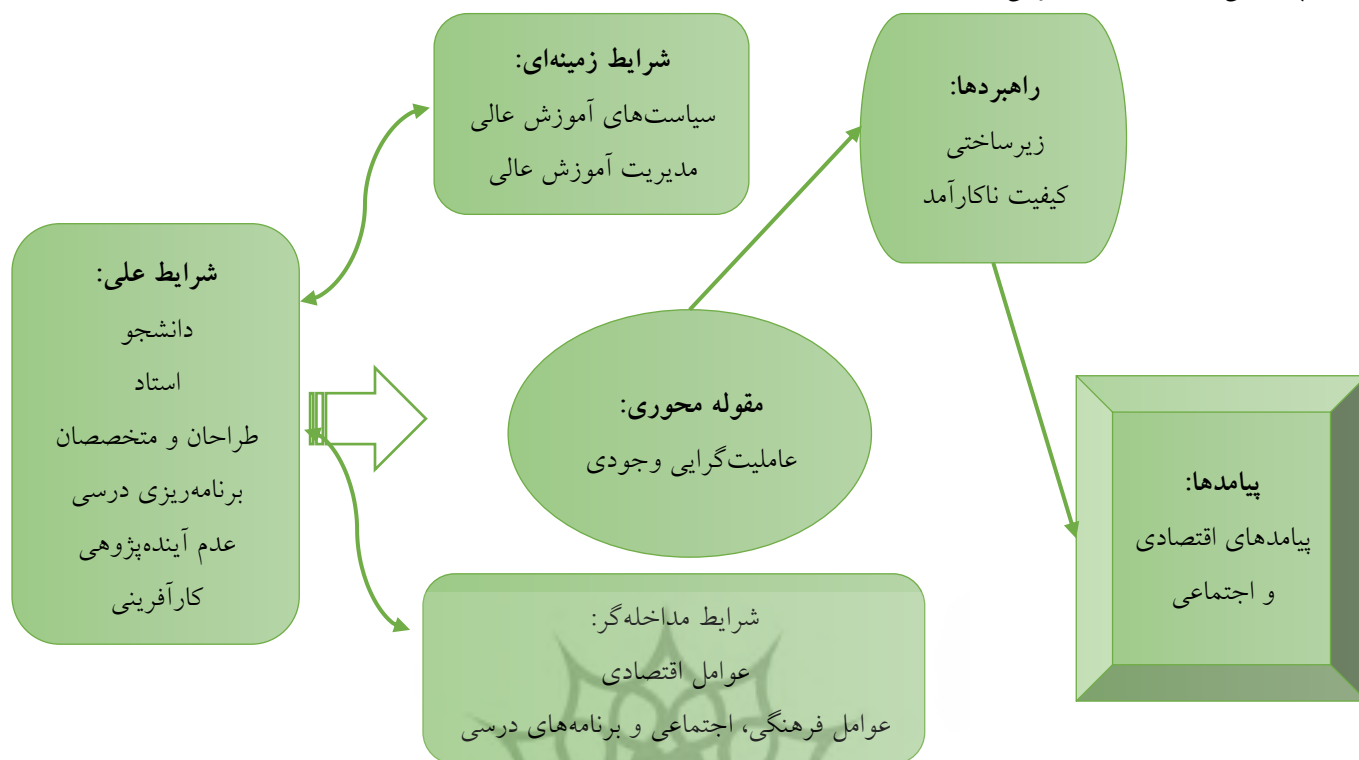 شرایط زمینه‌ای:
سیاست‌های آموزش عالی
مدیریت آموزش عالی
راهبردها:
زیرساختی
کیفیت ناکارآمد
شرایط علی:
دانشجو
استاد
طراحان و متخصصان
برنامه‌ریزی درسی
عدم آینده‌پژوهی
کارآفرینی
مقوله محوری:
عاملیت‌گرایی وجودی
پیامدها:
پیامدهای اقتصادی
و اجتماعی
شرایط مداخله‌گر:
عوامل اقتصادی
عوامل فرهنگی، اجتماعی و برنامه‌های درسی